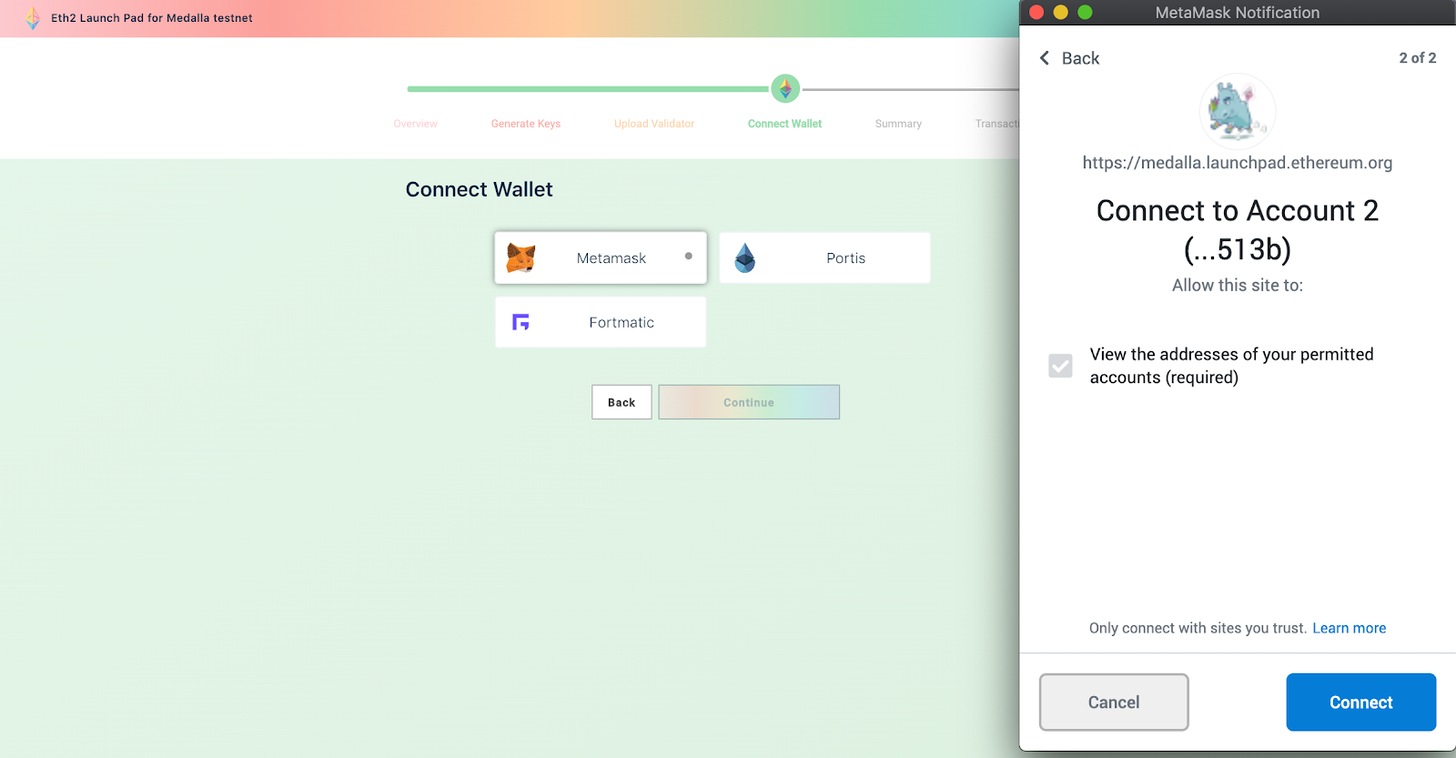 Eth2 Launch Pad for Medalla testnet
Overview
Generate Keys
Upload Validator
Connect Wallet
Summary
Connect Wallet
Metamask
Portis
Fortmatic
Back
Continue
MetaMask Notification
Back
2 of 2
https://medalla.launchpad.ethereum.org
Connect to Account 2
(...513b)
Allow this site to:
View the addresses of your permitted
accounts (required)
Only connect with sites you trust. Learn more
Cancel
Connect